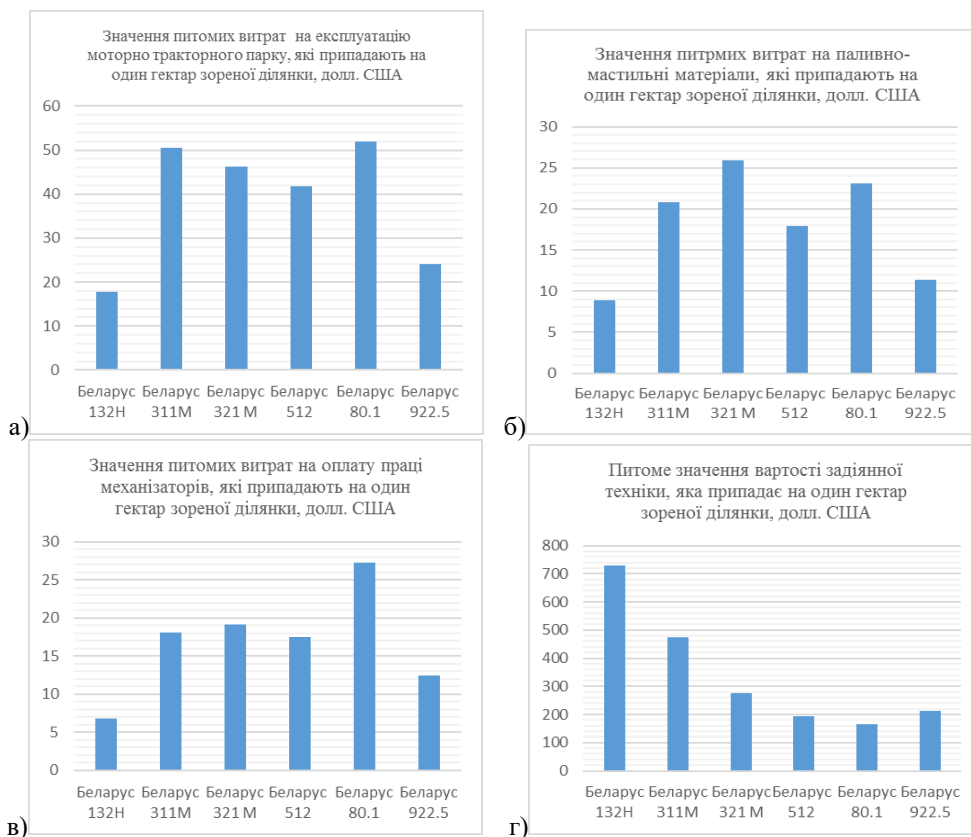 Значення питомих витрат на експлуатацію
моторно тракторного парку, які припадають на
один гектар зореної ділянки, долл. США
60
50
40
30
20
10
0
Беларус Беларус Беларус Беларус Беларус Беларус
132Н 311М 321 М 512 80.1 922.5
а)
Значення питрмих витрат на паливно-
мастильні матеріали, які припадають на
один гектар зореної ділянки, долл. США
30
25
20
15
10
5
0
Беларус Беларус Беларус Беларус Беларус Беларус
132Н 311М 321 М 512 80.1 922.5
б)
Значення питомих витрат на оплату праці
механізаторів, які припадають на один
гектар зореної ділянки, долл. США
30
25
20
15
10
5
0
Беларус Беларус Беларус Беларус Беларус Беларус
132Н 311М 321 М 512 80.1 922.5
в)
Питоме значення вартості задіянної
техніки, яка припадає на один гектар
зореної ділянки, долл. США
800
700
600
500
400
300
200
100
0
Беларус Беларус Беларус Беларус Беларус Беларус
132Н 311М 321 М 512 80.1 922.5
г)